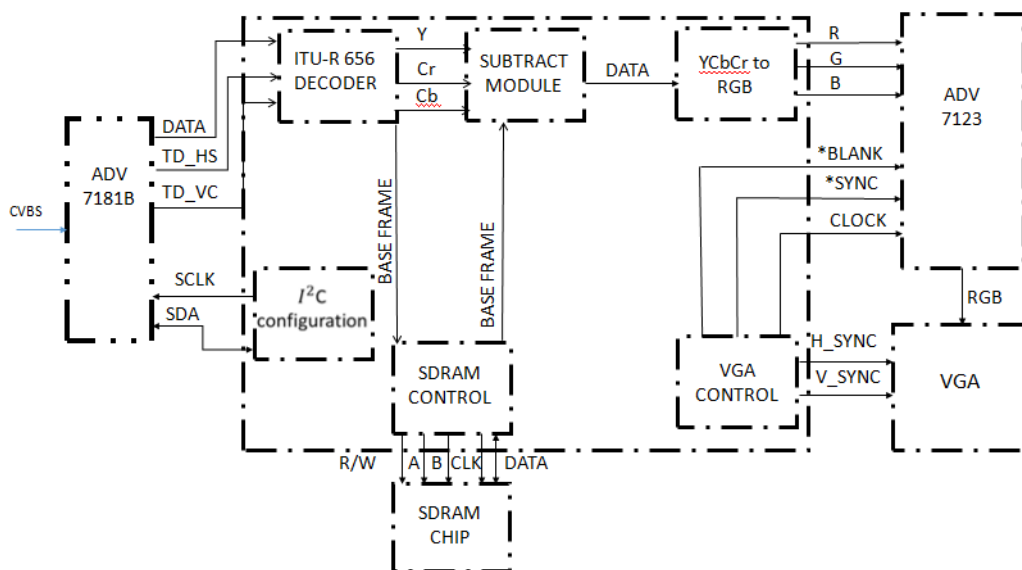 CVBS
ADV
7181B
DATA
TD_HS
TD_VC
SCLK
SDA
ITU-R 656
DECODER
Y
Cr
Cb
SUBTRACT
MODULE
DATA
YCbCr to
RGB
R
G
B
ADV
7123
*BLANK
*SYNC
CLOCK
BASE FRAME
BASE FRAME
I²C
configuration
SDRAM
CONTROL
VGA
CONTROL
H_SYNC
V_SYNC
RGB
VGA
R/W
A
B
CLK
DATA
SDRAM
CHIP